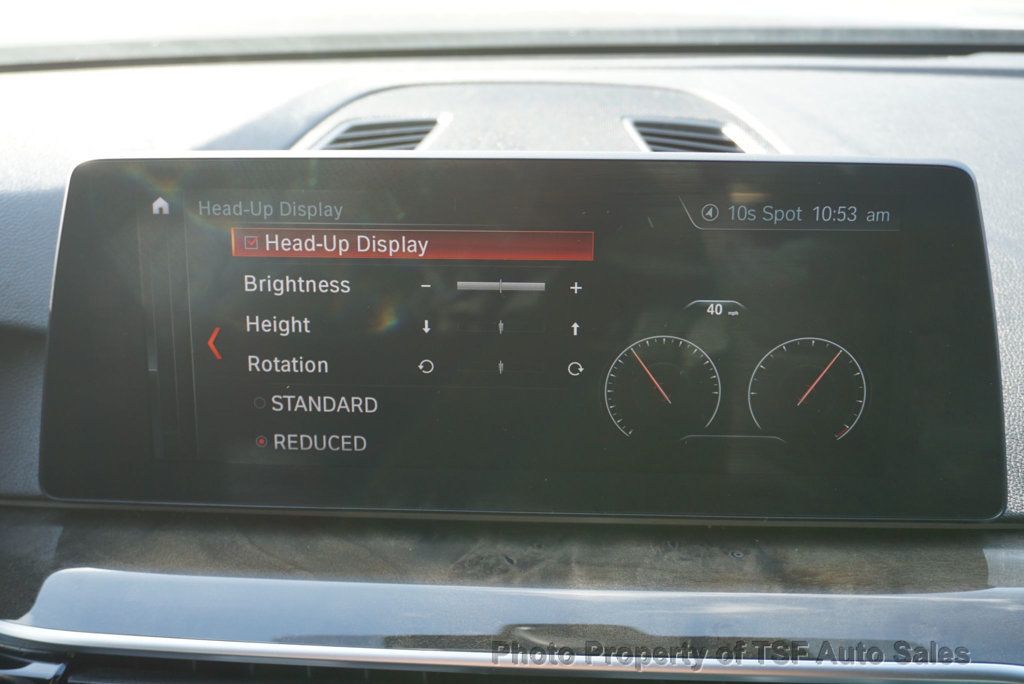 Head-Up Display
10s Spot 10:53 am
Head-Up Display
Brightness - +
Height
Rotation
STANDARD
REDUCED
40 mph
Photo Property of TSF Auto Sales